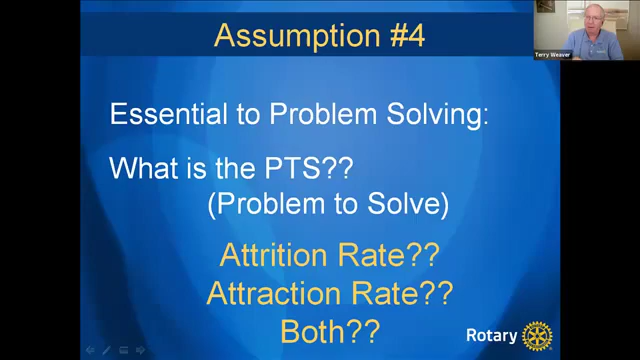 Assumption #4
Terry Weaver
Essential to Problem Solving:
What is the PTS??
(Problem to Solve)
Attrition Rate??
Attraction Rate??
Both??
Rotary